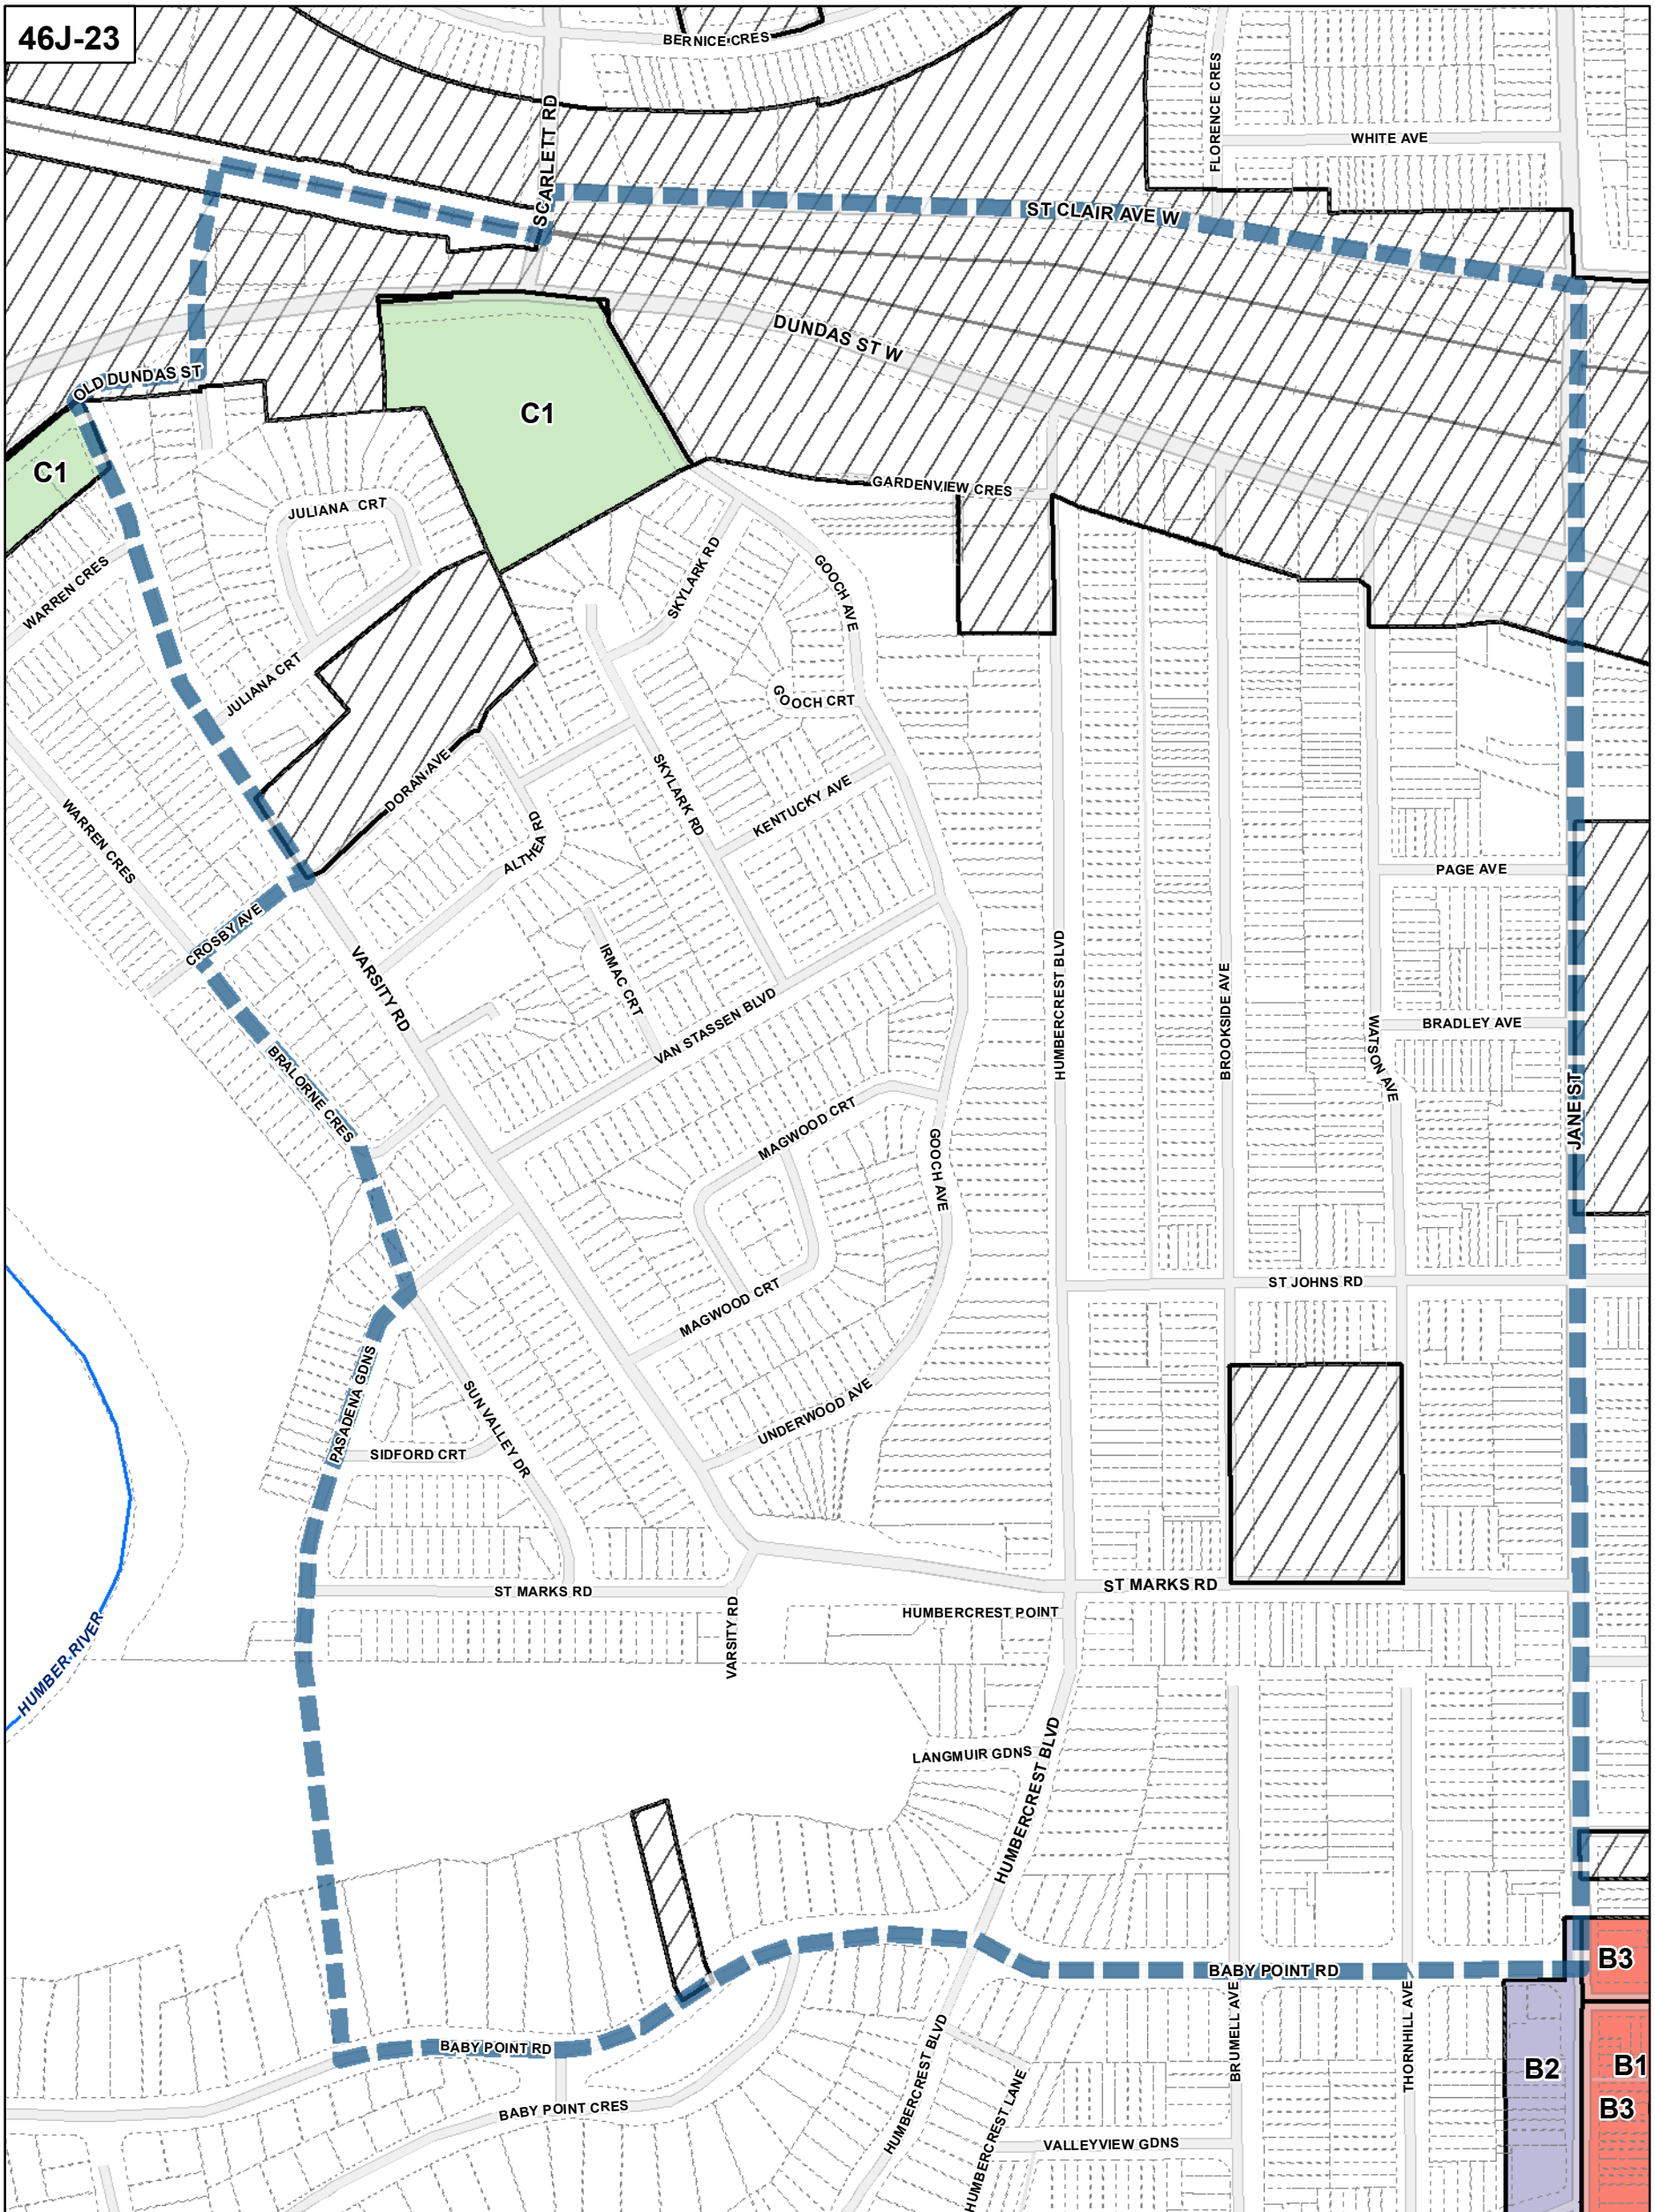 46J-23
BERNICE CRES
SCARLETT RD
FLORENCE CRES
WHITE AVE
ST CLAIR AVE W
DUNDAS ST W
OLD DUNDAS ST
C1
C1
GARDENVIEW CRES
JULIANA CRT
WARREN CRES
SKYLARK RD
GOOCH AVE
JULIANA CRT
GOOCH CRT
DORAN AVE
SKYLARK RD
KENTUCKY AVE
WARREN CRES
ALTHEA RD
PAGE AVE
CROSBY AVE
VARSITY RD
IRMAC CRT
VAN STASSEN BLVD
HUMBERCREST BLVD
BROOKSIDE AVE
WATSON AVE
BRADLEY AVE
BRALORNE CRES
MAGWOOD CRT
GOOCH AVE
JANE ST
ST JOHNS RD
MAGWOOD CRT
PASADENA GDNS
SUN VALLEY DR
UNDERWOOD AVE
SIDFORD CRT
ST MARKS RD
ST MARKS RD
HUMBERCREST POINT
VARSITY RD
HUMBER RIVER
LANGMUIR GDNS
HUMBERCREST BLVD
BABY POINT RD
B3
BABY POINT RD
BRUMELL AVE
THORNHILL AVE
B2
B1
B3
BABY POINT CRES
HUMBERCREST BLVD
HUMBERCREST LANE
VALLEYVIEW GDNS